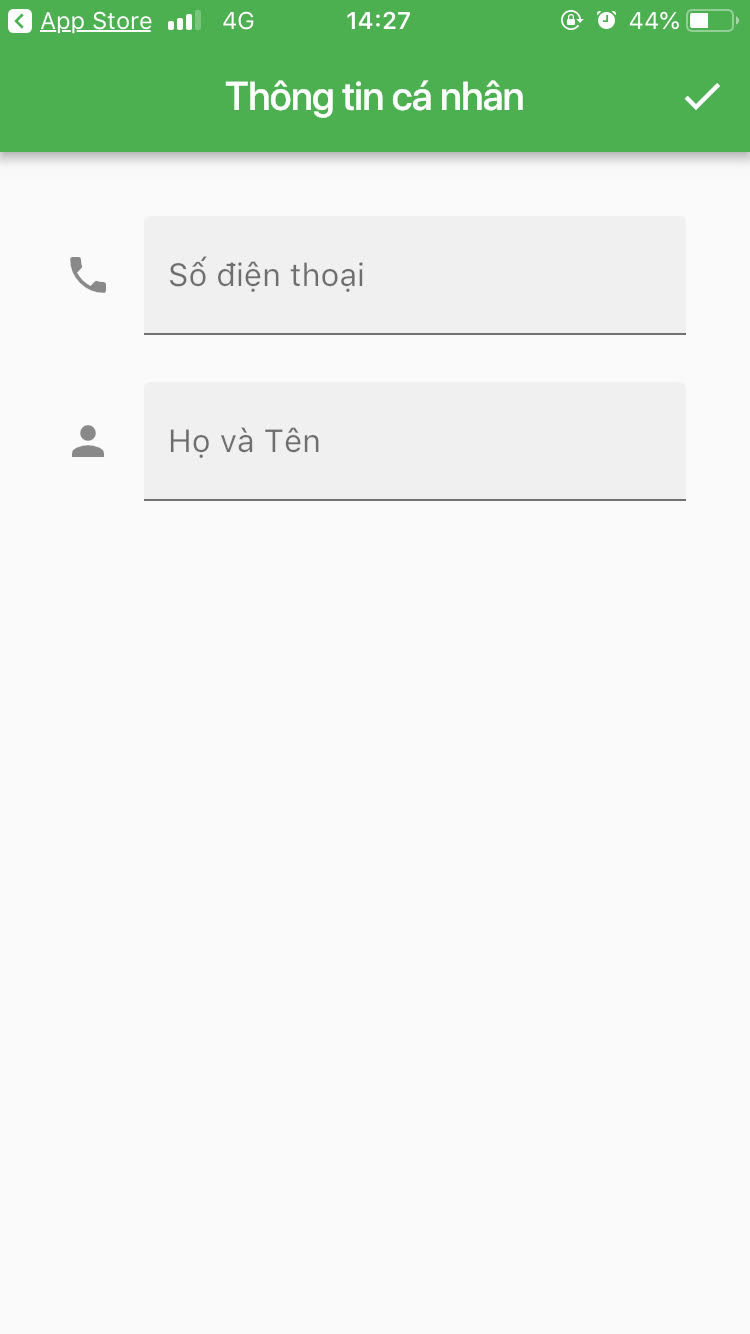 App Store 4G 14:27 44%
Thông tin cá nhân
Số điện thoại
Họ và Tên